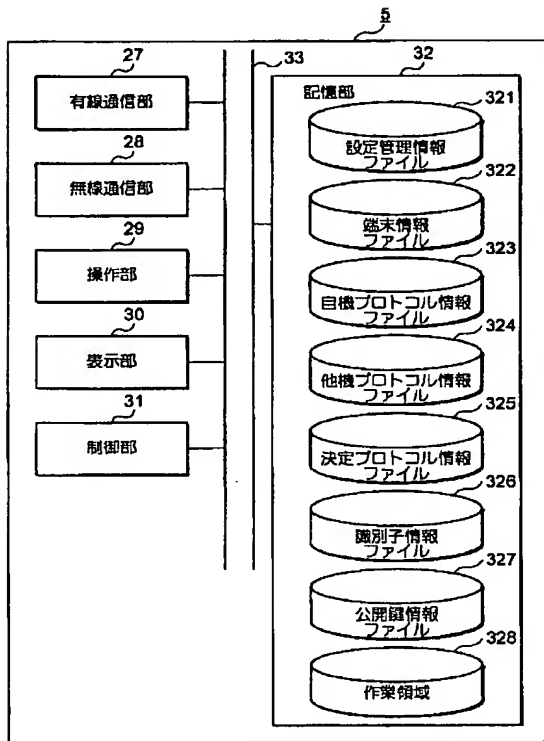 5
27
有線通信部
28
無線通信部
29
操作部
30
表示部
31
制御部
33
32
記憶部
321
設定管理情報
ファイル
322
端末情報
ファイル
323
自機プロトコル情報
ファイル
324
他機プロトコル情報
ファイル
325
決定プロトコル情報
ファイル
326
識別子情報
ファイル
327
公開鍵情報
ファイル
328
作業領域